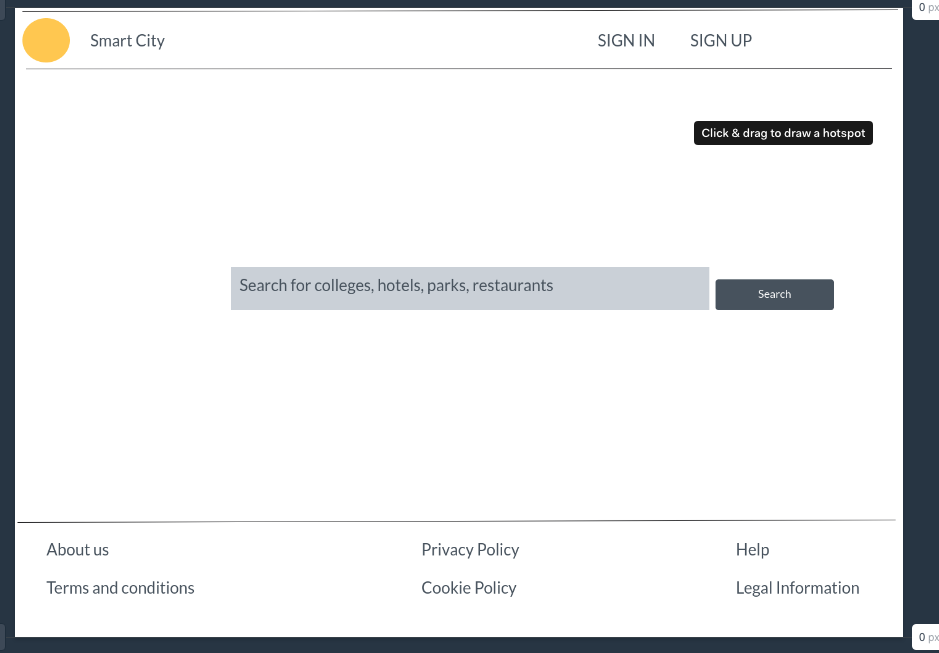 0 px
Smart City SIGN IN SIGN UP
Click & drag to draw a hotspot
Search for colleges, hotels, parks, restaurants
Search
About us Privacy Policy Help
Terms and conditions Cookie Policy Legal Information
0 px